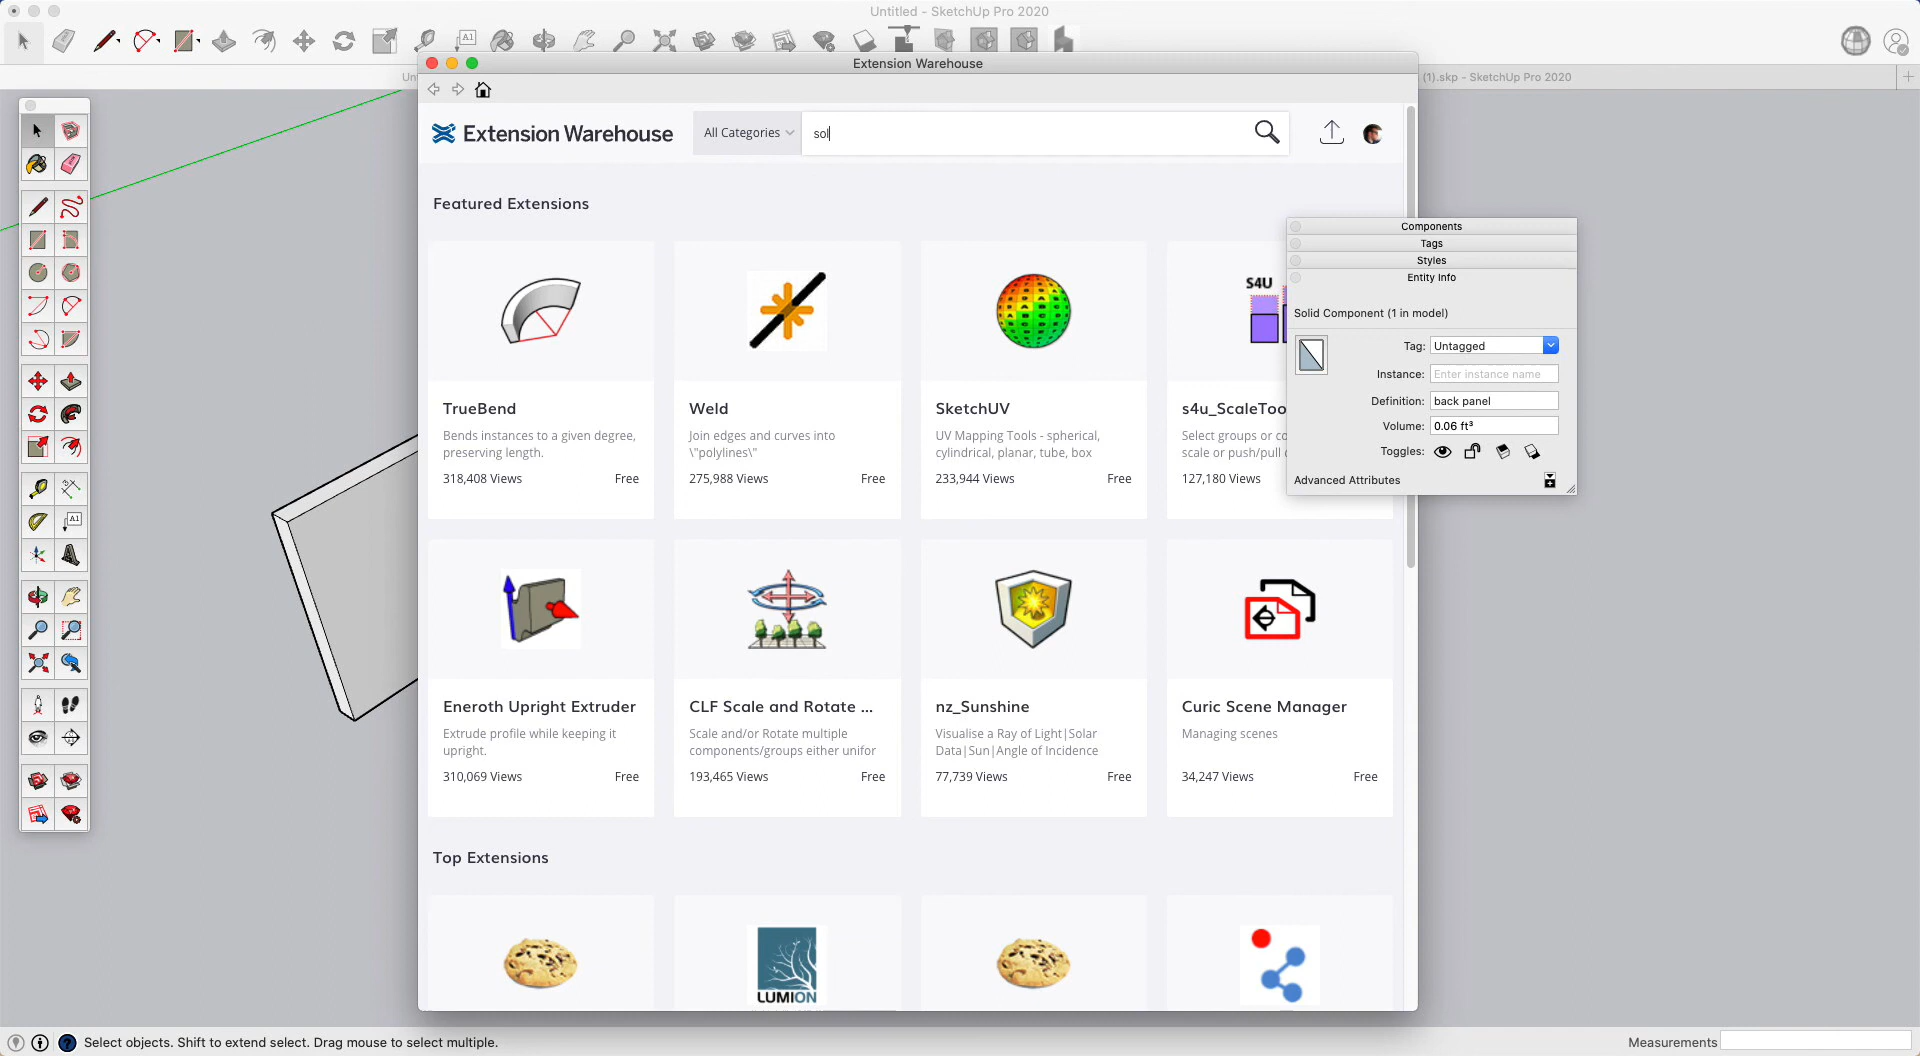 Untitled - SketchUp Pro 2020
Extension Warehouse
(1).skp - SketchUp Pro 2020
Extension Warehouse
All Categories
sol
Featured Extensions
TrueBend
Bends instances to a given degree,
preserving length.
318,408 Views
Free
Weld
Join edges and curves into
\"polylines\"
275,988 Views
Free
SketchUV
UV Mapping Tools - spherical,
cylindrical, planar, tube, box
233,944 Views
Free
S4U
s4u_ScaleToo
Select groups or co
scale or push/pull
127,180 Views
Components
Tags
Styles
Entity Info
Solid Component (1 in model)
Tag: Untagged
Instance: Enter instance name
Definition: back panel
Volume: 0.06 ft³
Toggles:
Advanced Attributes
Eneroth Upright Extruder
Extrude profile while keeping it
upright.
310,069 Views
Free
CLF Scale and Rotate ...
Scale and/or Rotate multiple
components/groups either unifor
193,465 Views
Free
nz_Sunshine
Visualise a Ray of Light|Solar
Data|Sun|Angle of Incidence
77,739 Views
Free
Curic Scene Manager
Managing scenes
34,247 Views
Free
Top Extensions
LUMION
Select objects. Shift to extend select. Drag mouse to select multiple.
Measurements